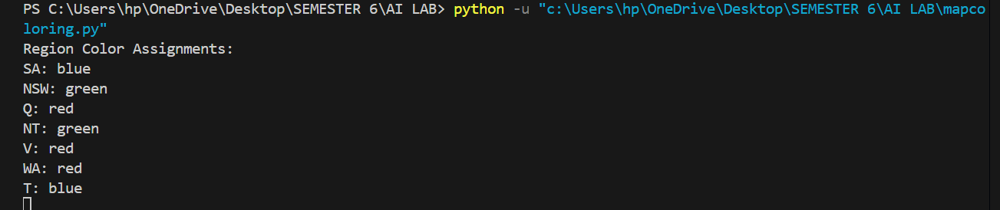 PS C:\Users\hp\OneDrive\Desktop\SEMESTER 6\AI LAB> python -u "c:\Users\hp\OneDrive\Desktop\SEMESTER 6\AI LAB\mapco
loring.py"
Region Color Assignments:
SA: blue
NSW: green
Q: red
NT: green
V: red
WA: red
T: blue